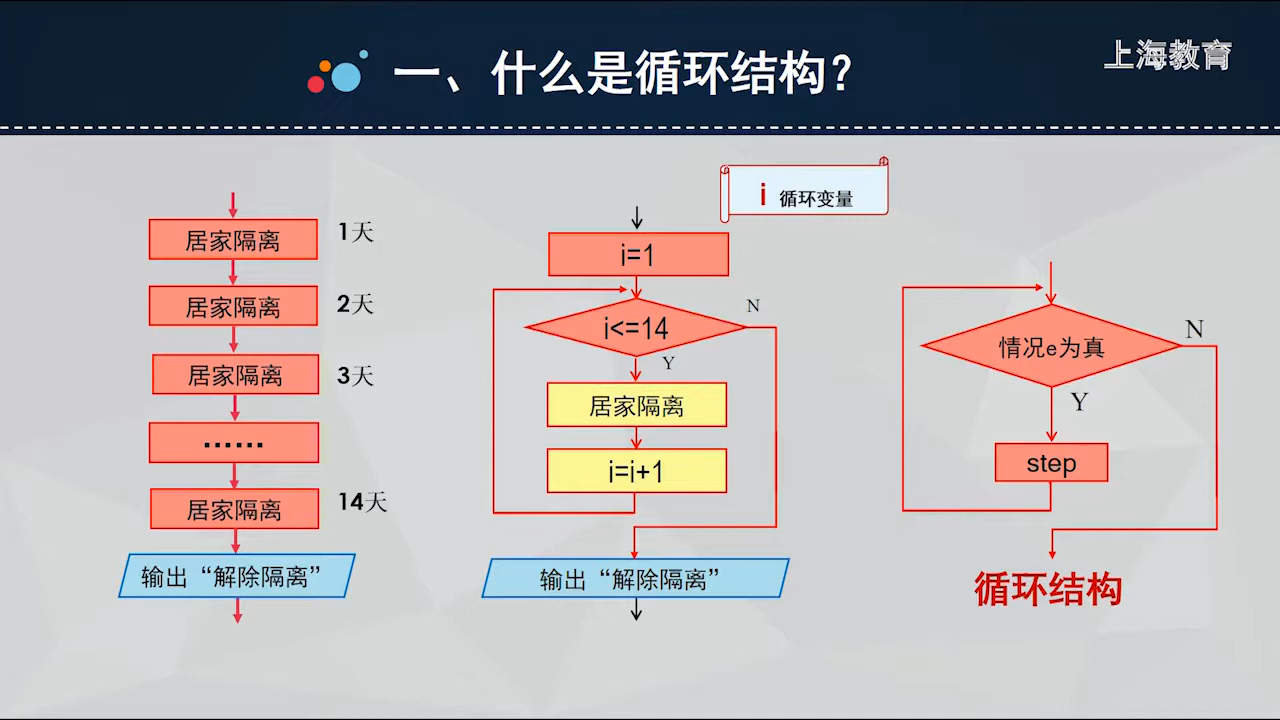 一、什么是循环结构？
上海教育
居家隔离
1天
居家隔离
2天
居家隔离
3天
……
居家隔离
14天
输出“解除隔离”
i 循环变量
i=1
i<=14
N
Y
居家隔离
i=i+1
输出“解除隔离”
情况e为真
N
Y
step
循环结构